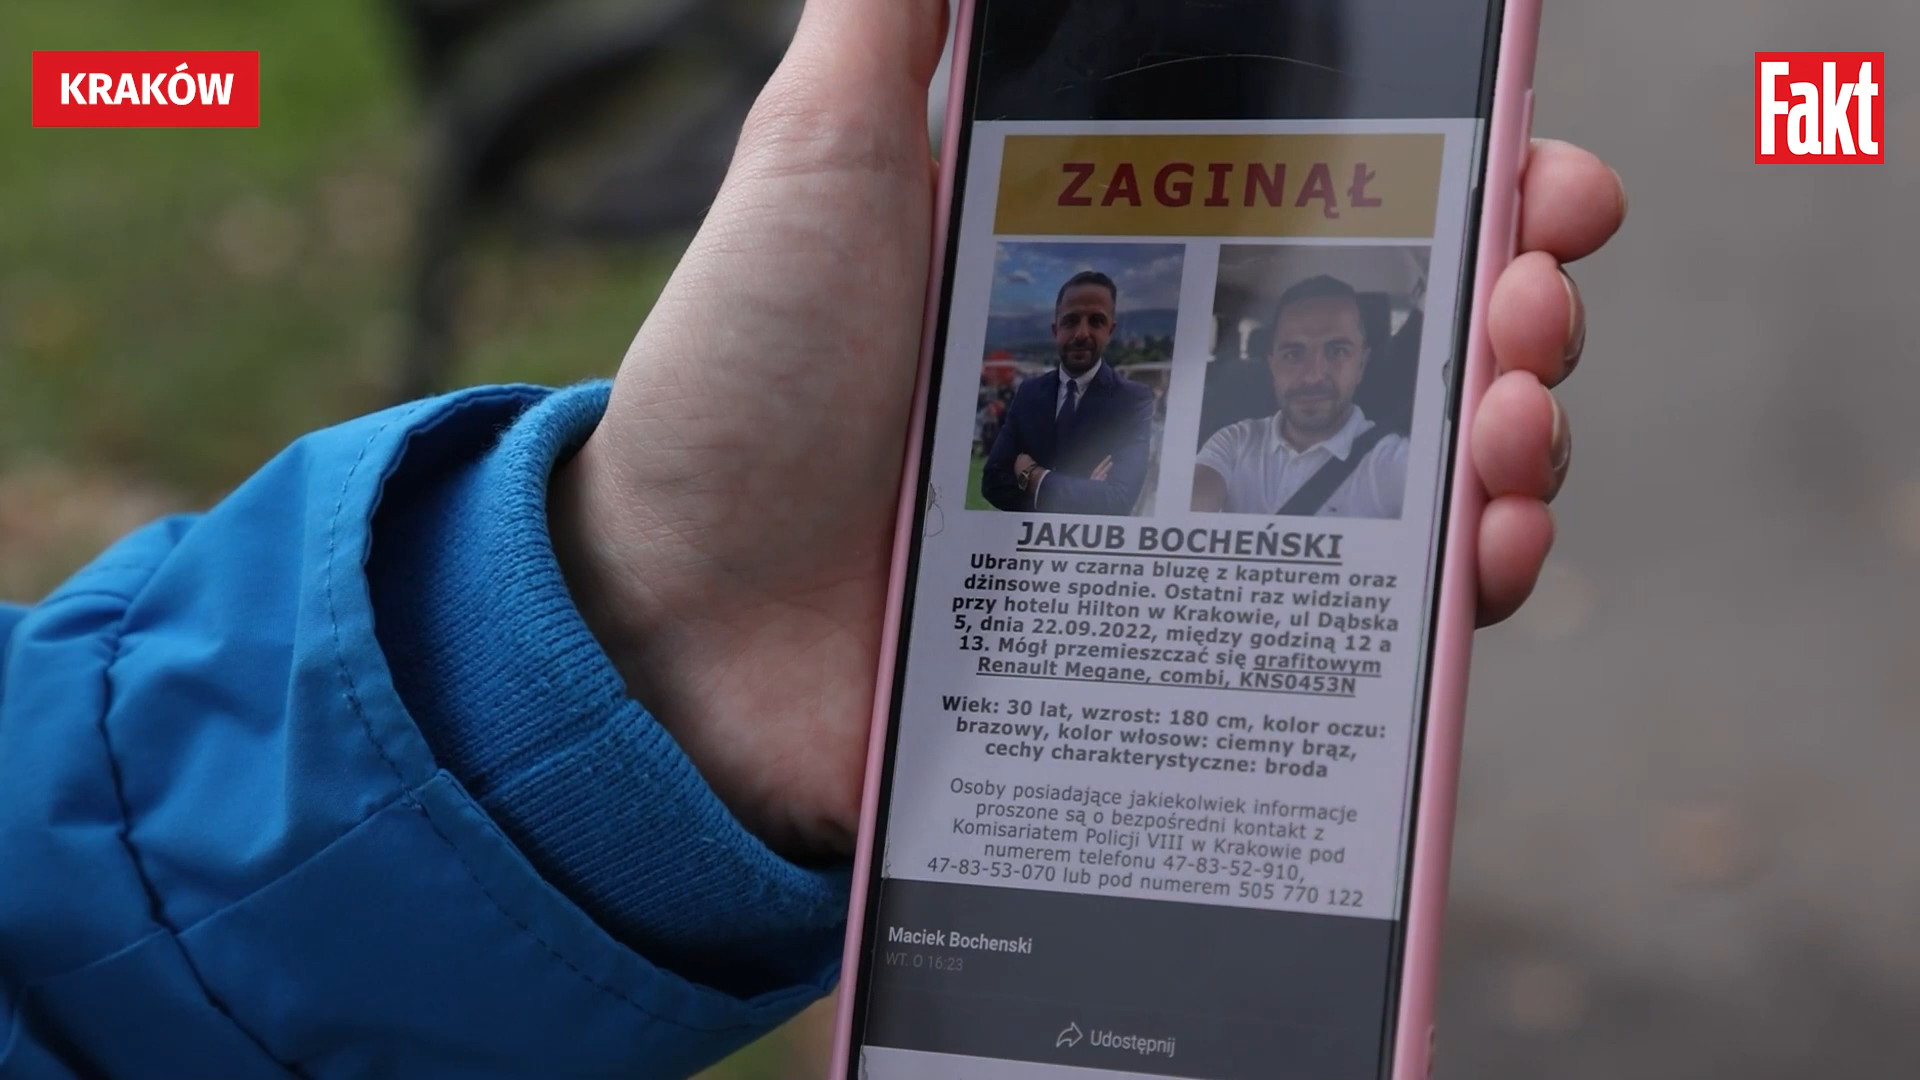 KRAKÓW
Fakt
ZAGINĄŁ
JAKUB BOCHEŃSKI
Ubrany w czarna bluzę z kapturem oraz
dżinsowe spodnie. Ostatni raz widziany
przy hotelu Hilton w Krakowie, ul Dąbska
5, dnia 22.09.2022, między godziną 12 a
13. Mógł przemieszczać się grafitowym
Renault Megane, combi, KNS0453N
Wiek: 30 lat, wzrost: 180 cm, kolor oczu:
brazowy, kolor włosow: ciemny brąz,
cechy charakterystyczne: broda
Osoby posiadające jakiekolwiek informacje
proszone są o bezpośredni kontakt z
Komisariatem Policji VIII w Krakowie pod
numerem telefonu 47-83-52-910,
47-83-53-070 lub pod numerem 505 770 122
Maciek Bochenski
WT. O 16:23
Udostępnij